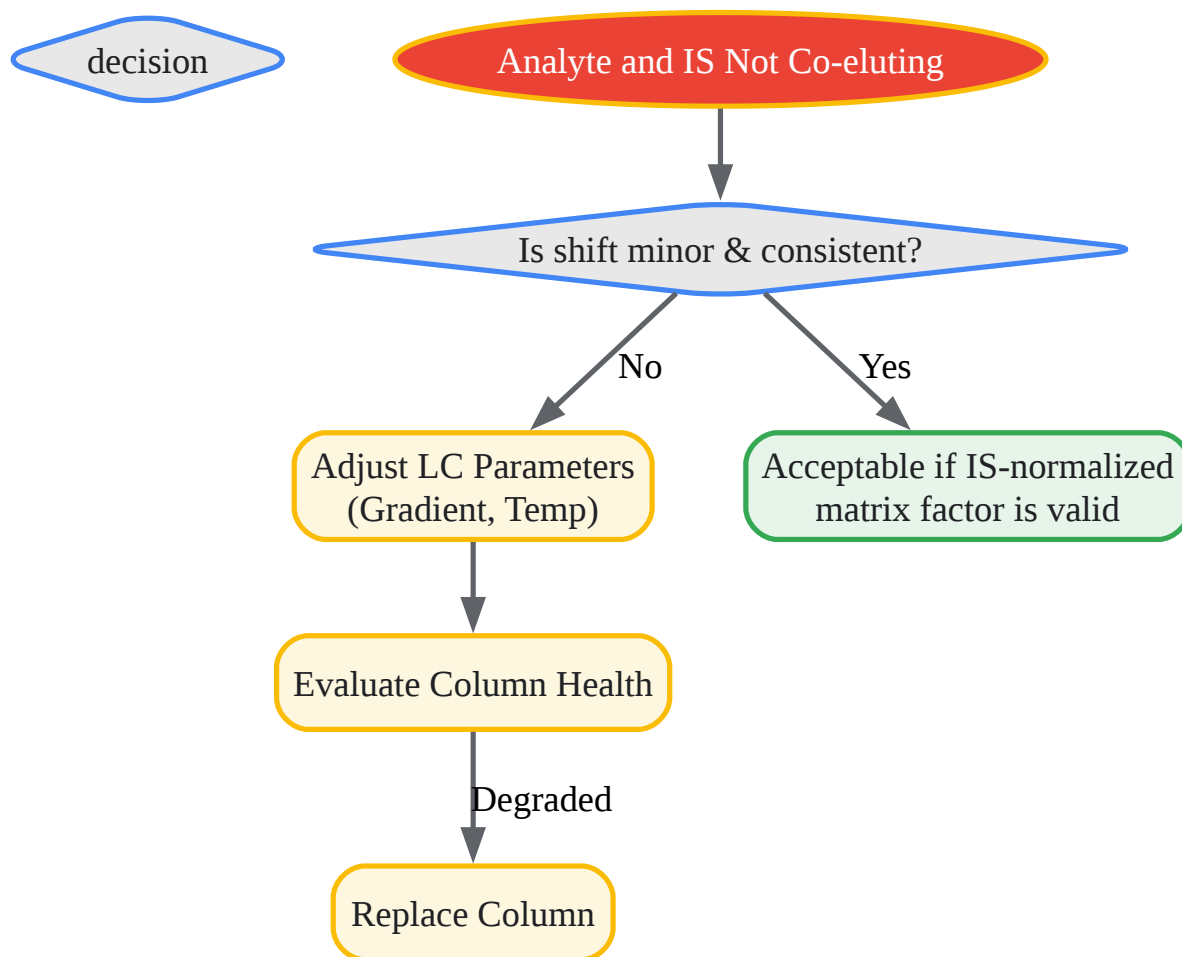 decision
Analyte and IS Not Co-eluting
Is shift minor & consistent?
No
Yes
Adjust LC Parameters
(Gradient, Temp)
Acceptable if IS-normalized
matrix factor is valid
Evaluate Column Health
Degraded
Replace Column